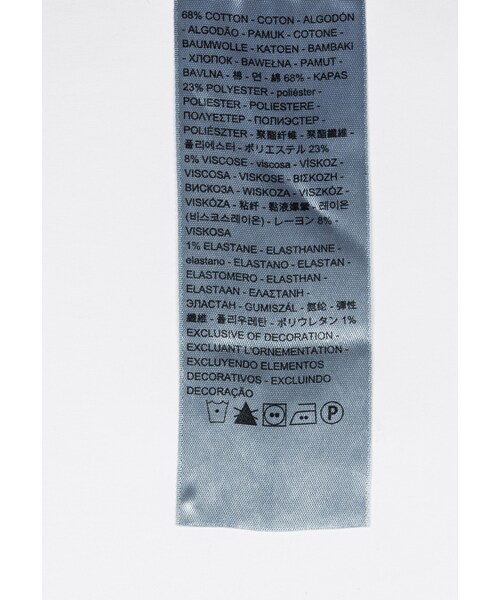 68% COTTON - COTON - ALGODÓN
- ALGODÃO - PAMUK - COTONE -
BAUMWOLLE - KATOEN - BAMBAKI
- ХЛОПОК - BAWEŁNA - PAMUT -
BAVLNA - 棉 - 면 - 綿 68% - KAPAS
23% POLYESTER - poliéster -
POLIESTER - POLIESTERE -
ΠΟΛΥΕΣΤΕΡ - ПОЛИЭСТЕР -
POLIÉSZTER - 聚酯纤维 - 聚酯纖維 -
폴리에스터 - ポリエステル 23%
8% VISCOSE - viscosa - VISKOZ -
VISCOSA - VISKOSE - ΒΙΣΚΟΖΗ -
ВИСКОЗА - WISKOZA - VISZKÓZ -
VISKÓZA - 粘纤 - 黏液纖維 - 레이온
(비스코스레이온) - レーヨン 8% -
VISKOSA
1% ELASTANE - ELASTHANNE -
elastano - ELASTANO - ELASTAN -
ELASTOMERO - ELASTHAN -
ELASTAAN - ΕΛΑΣΤΑΝΗ -
ЭЛАСТАН - GUMISZÁL - 氨纶 - 彈性
纖維 - 폴리우레탄 - ポリウレタン 1%
EXCLUSIVE OF DECORATION -
EXCLUANT L'ORNEMENTATION -
EXCLUYENDO ELEMENTOS
DECORATIVOS - EXCLUINDO
DECORAÇÃO
P